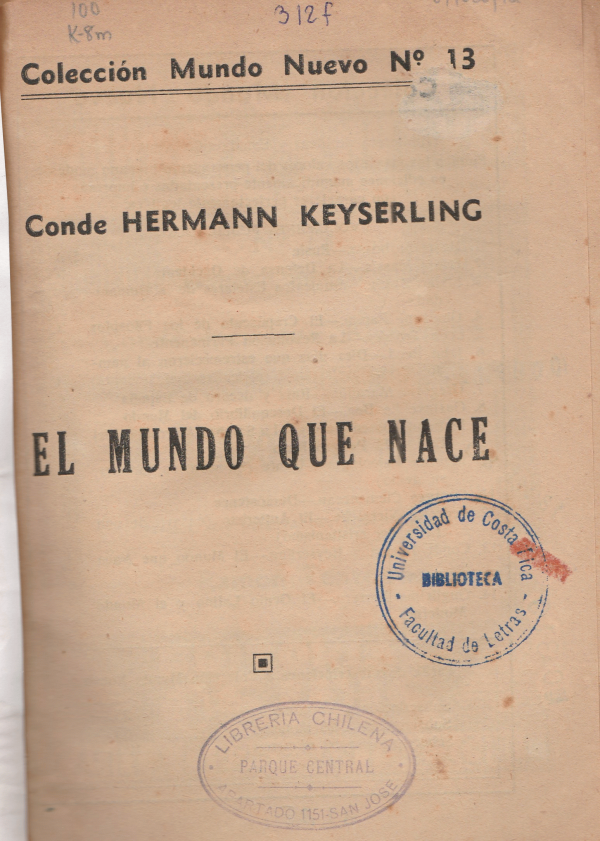 100
K-8m
312f
Colección Mundo Nuevo Nº 13
Conde HERMANN KEYSERLING
EL MUNDO QUE NACE
Universidad de Costa Rica
BIBLIOTECA
- Facultad de Letras -
LIBRERIA CHILENA
PARQUE CENTRAL
APARTADO 1151-SAN JOSE